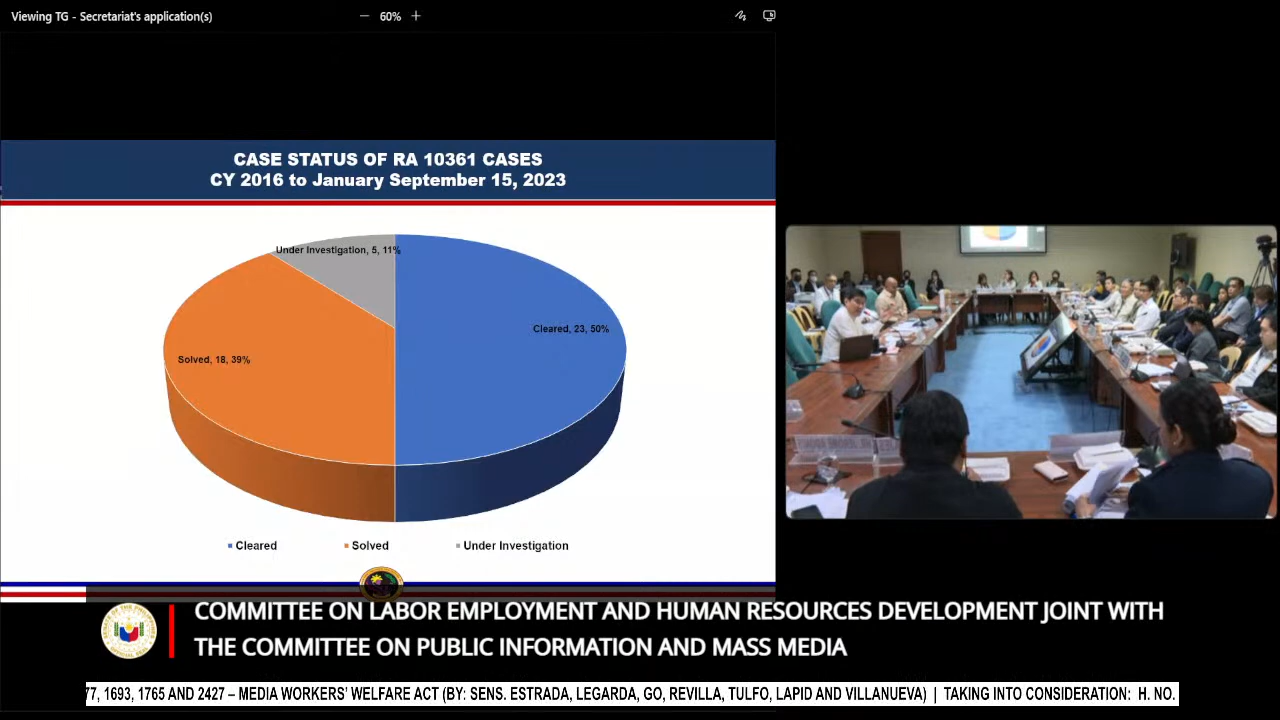 Viewing TG - Secretariat's application(s)
60%
CASE STATUS OF RA 10361 CASES
CY 2016 to January September 15, 2023
Under Investigation, 5, 11%
Cleared, 23, 50%
Solved, 18, 39%
Cleared
Solved
Under Investigation
COMMITTEE ON LABOR EMPLOYMENT AND HUMAN RESOURCES DEVELOPMENT JOINT WITH
THE COMMITTEE ON PUBLIC INFORMATION AND MASS MEDIA
77, 1693, 1765 AND 2427 – MEDIA WORKERS' WELFARE ACT (BY: SENS. ESTRADA, LEGARDA, GO, REVILLA, TULFO, LAPID AND VILLANUEVA) | TAKING INTO CONSIDERATION: H. NO.